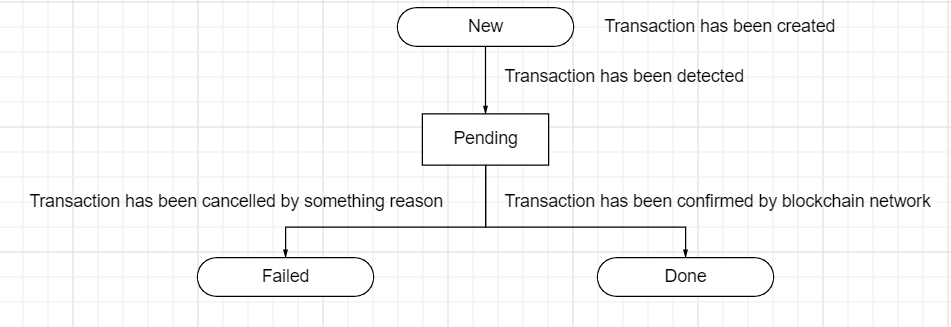 New
Transaction has been created
Transaction has been detected
Pending
Transaction has been cancelled by something reason
Transaction has been confirmed by blockchain network
Failed
Done